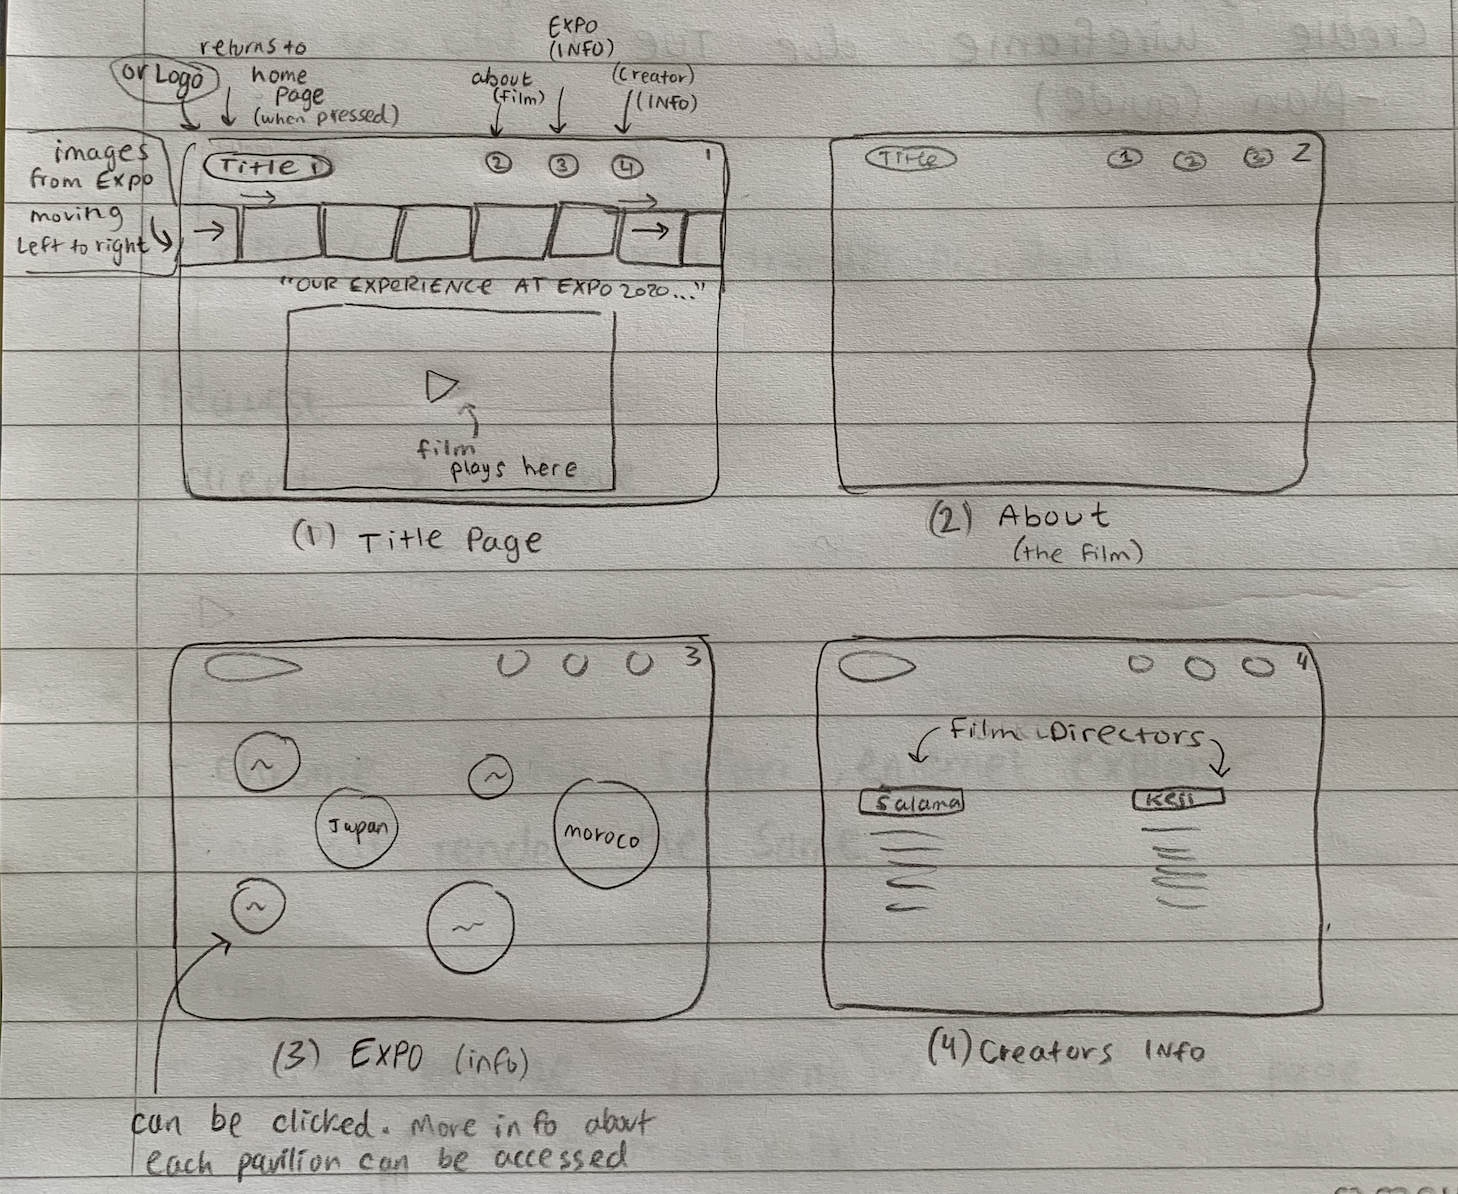 EXPO
(INFO)
returns to
or Logo
home
page
(when pressed)
about
(film)
(Creator)
(INFO)
images
from Expo
moving
Left to right
Title 1
2
3
4
1
"OUR EXPERIENCE AT EXPO 2020..."
film
plays here
(1) Title Page
Title
1
2
3
2
(2) About
(the film)
3
Japan
moroco
(3) EXPO (info)
can be clicked. More info about
each pavilion can be accessed
4
Film Directors
Salama
(4) Creators INFO